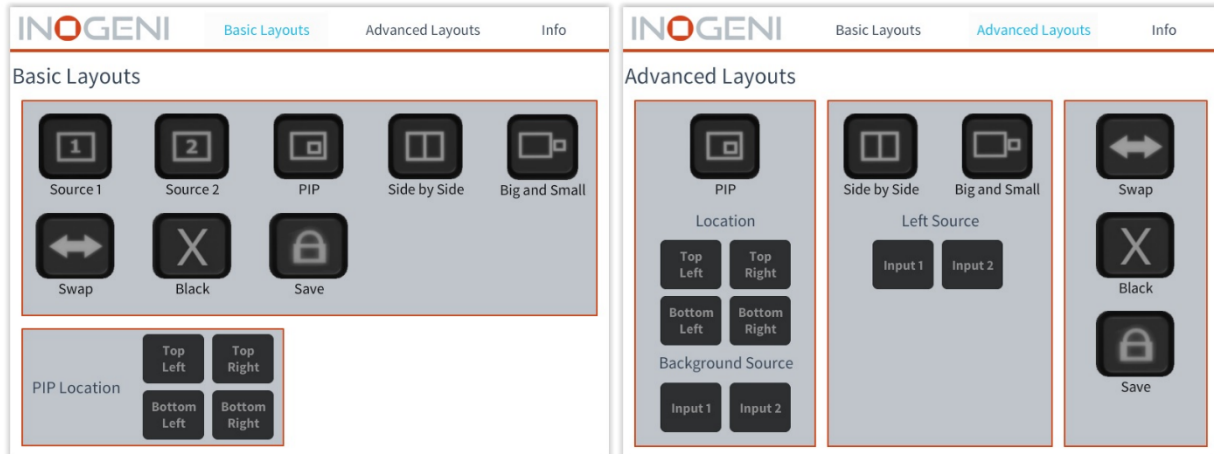 INOGENI Basic Layouts Advanced Layouts Info
Basic Layouts
1 2
Source 1 Source 2 PIP Side by Side Big and Small
X
Swap Black Save
PIP Location
Top Left
Top Right
Bottom Left
Bottom Right
INOGENI Basic Layouts Advanced Layouts Info
Advanced Layouts
PIP
Location
Top Left
Top Right
Bottom Left
Bottom Right
Background Source
Input 1 Input 2
Side by Side Big and Small
Left Source
Input 1 Input 2
Swap
X
Black
Save